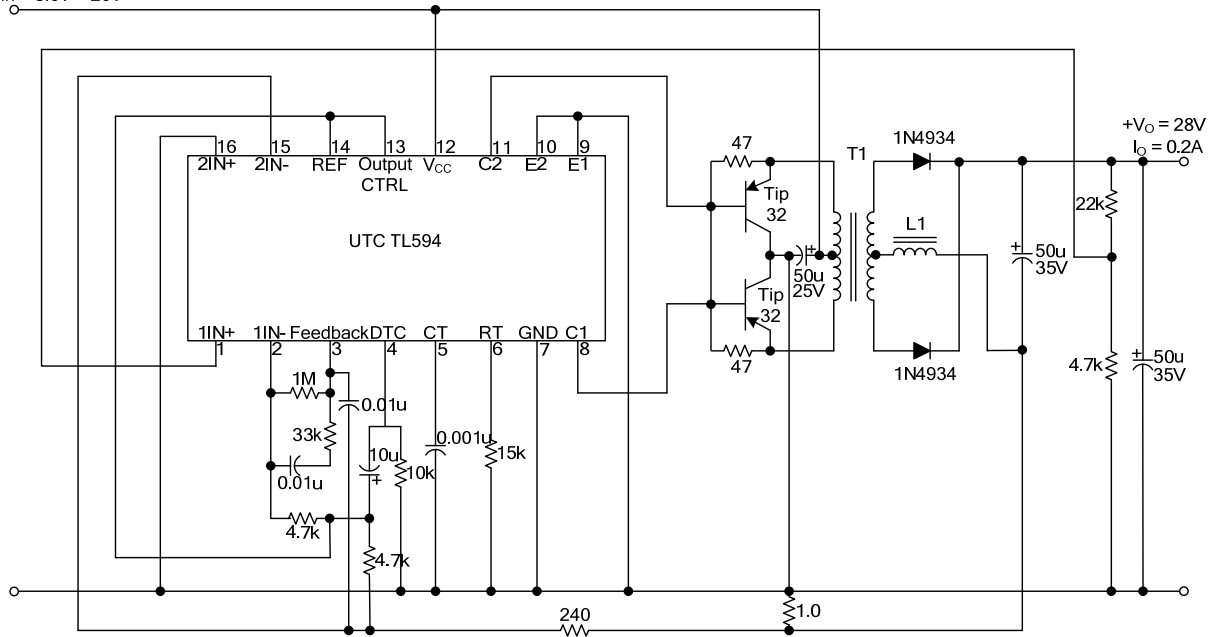 +VO = 28V
IO = 0.2A
16 15 14 13 12 11 10 9
2IN+ 2IN- REF Output CTRL VCC C2 E2 E1
UTC TL594
1IN+ 1IN- Feedback DTC CT RT GND C1
1 2 3 4 5 6 7 8
47
Tip
32
50u
25V
Tip
32
47
T1
1N4934
L1
1N4934
+
+
50u
35V
22k
4.7k
+
50u
35V
1M
0.01u
33k
0.01u
10u
+
10k
0.001u
15k
4.7k
4.7k
240
1.0